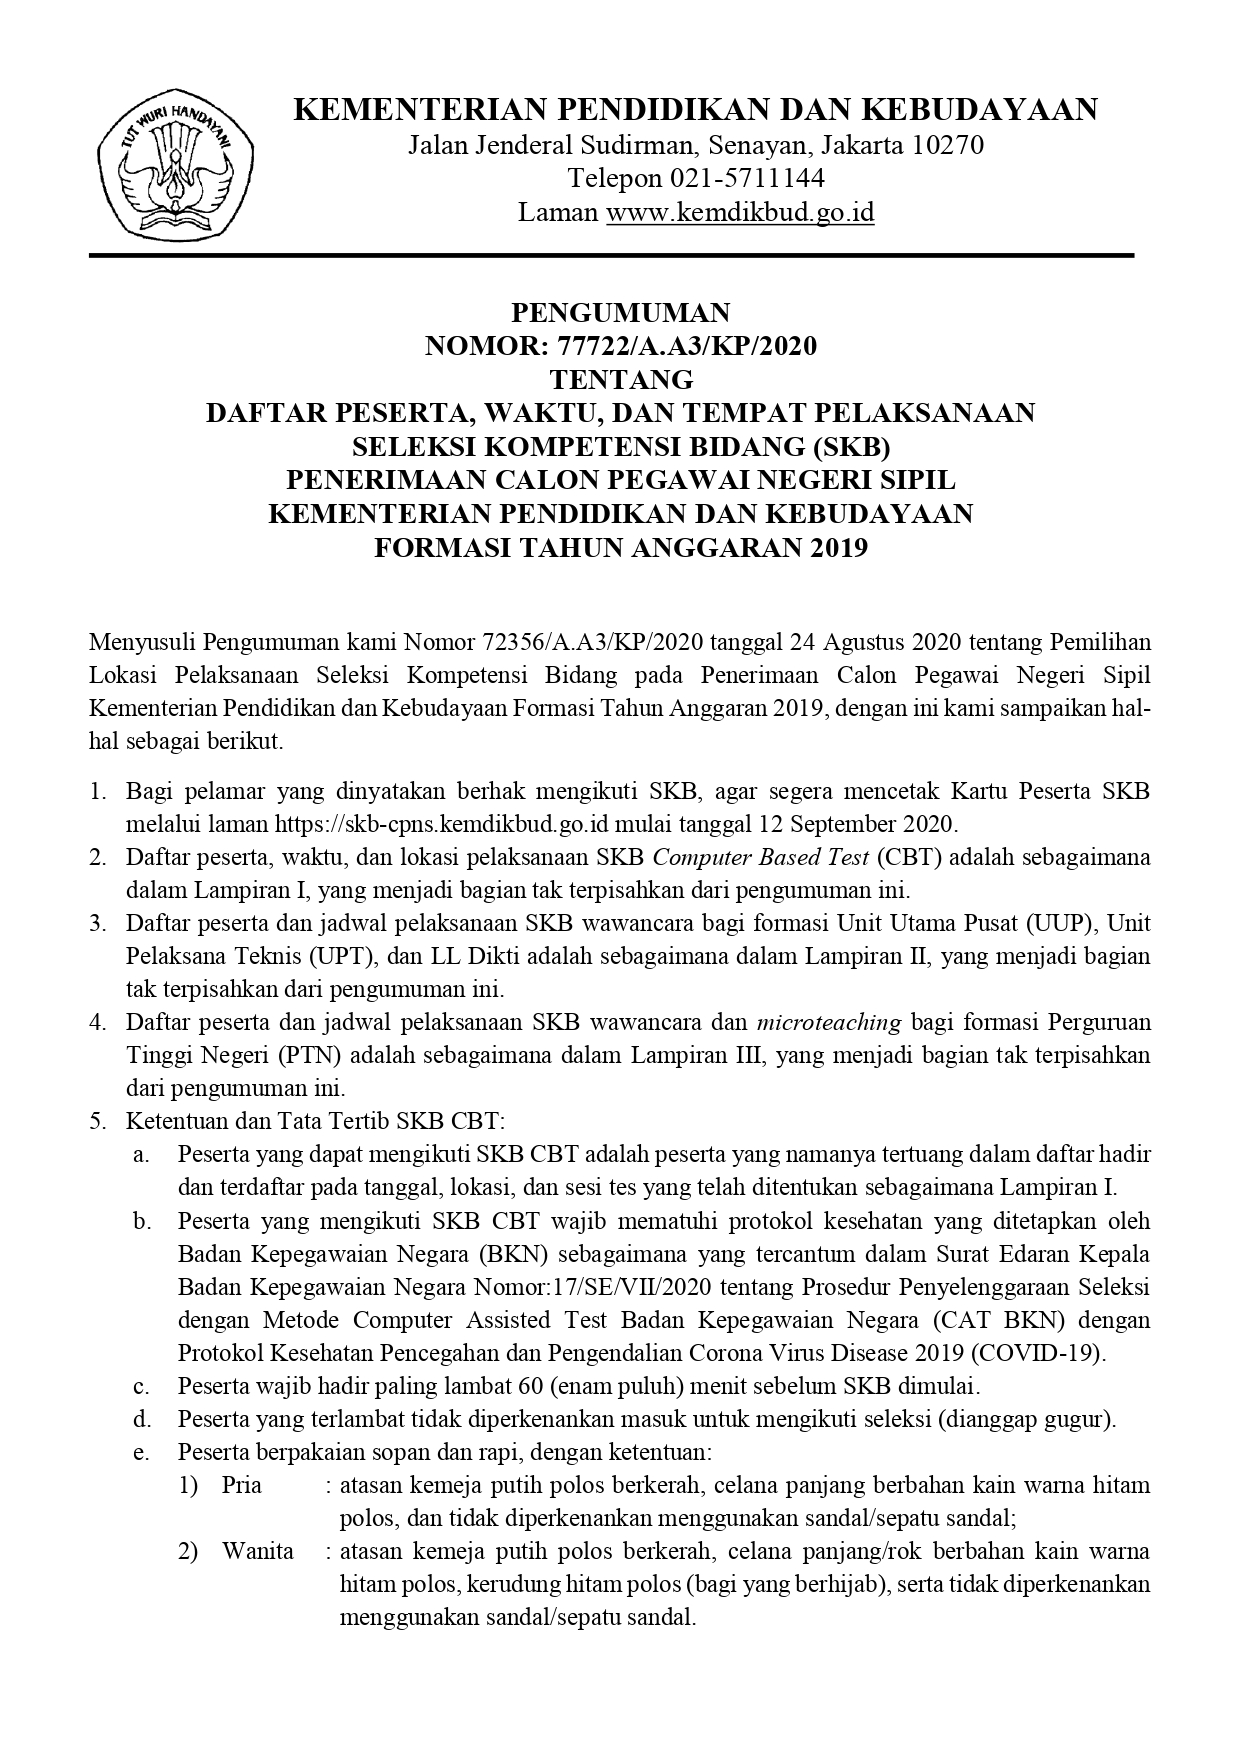 TUT WURI HANDAYANI
KEMENTERIAN PENDIDIKAN DAN KEBUDAYAAN
Jalan Jenderal Sudirman, Senayan, Jakarta 10270
Telepon 021-5711144
Laman www.kemdikbud.go.id
PENGUMUMAN
NOMOR: 77722/A.A3/KP/2020
TENTANG
DAFTAR PESERTA, WAKTU, DAN TEMPAT PELAKSANAAN
SELEKSI KOMPETENSI BIDANG (SKB)
PENERIMAAN CALON PEGAWAI NEGERI SIPIL
KEMENTERIAN PENDIDIKAN DAN KEBUDAYAAN
FORMASI TAHUN ANGGARAN 2019
Menyusuli Pengumuman kami Nomor 72356/A.A3/KP/2020 tanggal 24 Agustus 2020 tentang Pemilihan
Lokasi Pelaksanaan Seleksi Kompetensi Bidang pada Penerimaan Calon Pegawai Negeri Sipil
Kementerian Pendidikan dan Kebudayaan Formasi Tahun Anggaran 2019, dengan ini kami sampaikan hal-
hal sebagai berikut.
1. Bagi pelamar yang dinyatakan berhak mengikuti SKB, agar segera mencetak Kartu Peserta SKB
melalui laman https://skb-cpns.kemdikbud.go.id mulai tanggal 12 September 2020.
2. Daftar peserta, waktu, dan lokasi pelaksanaan SKB Computer Based Test (CBT) adalah sebagaimana
dalam Lampiran I, yang menjadi bagian tak terpisahkan dari pengumuman ini.
3. Daftar peserta dan jadwal pelaksanaan SKB wawancara bagi formasi Unit Utama Pusat (UUP), Unit
Pelaksana Teknis (UPT), dan LL Dikti adalah sebagaimana dalam Lampiran II, yang menjadi bagian
tak terpisahkan dari pengumuman ini.
4. Daftar peserta dan jadwal pelaksanaan SKB wawancara dan microteaching bagi formasi Perguruan
Tinggi Negeri (PTN) adalah sebagaimana dalam Lampiran III, yang menjadi bagian tak terpisahkan
dari pengumuman ini.
5. Ketentuan dan Tata Tertib SKB CBT:
a. Peserta yang dapat mengikuti SKB CBT adalah peserta yang namanya tertuang dalam daftar hadir
dan terdaftar pada tanggal, lokasi, dan sesi tes yang telah ditentukan sebagaimana Lampiran I.
b. Peserta yang mengikuti SKB CBT wajib mematuhi protokol kesehatan yang ditetapkan oleh
Badan Kepegawaian Negara (BKN) sebagaimana yang tercantum dalam Surat Edaran Kepala
Badan Kepegawaian Negara Nomor:17/SE/VII/2020 tentang Prosedur Penyelenggaraan Seleksi
dengan Metode Computer Assisted Test Badan Kepegawaian Negara (CAT BKN) dengan
Protokol Kesehatan Pencegahan dan Pengendalian Corona Virus Disease 2019 (COVID-19).
c. Peserta wajib hadir paling lambat 60 (enam puluh) menit sebelum SKB dimulai.
d. Peserta yang terlambat tidak diperkenankan masuk untuk mengikuti seleksi (dianggap gugur).
e. Peserta berpakaian sopan dan rapi, dengan ketentuan:
1) Pria : atasan kemeja putih polos berkerah, celana panjang berbahan kain warna hitam
polos, dan tidak diperkenankan menggunakan sandal/sepatu sandal;
2) Wanita : atasan kemeja putih polos berkerah, celana panjang/rok berbahan kain warna
hitam polos, kerudung hitam polos (bagi yang berhijab), serta tidak diperkenankan
menggunakan sandal/sepatu sandal.